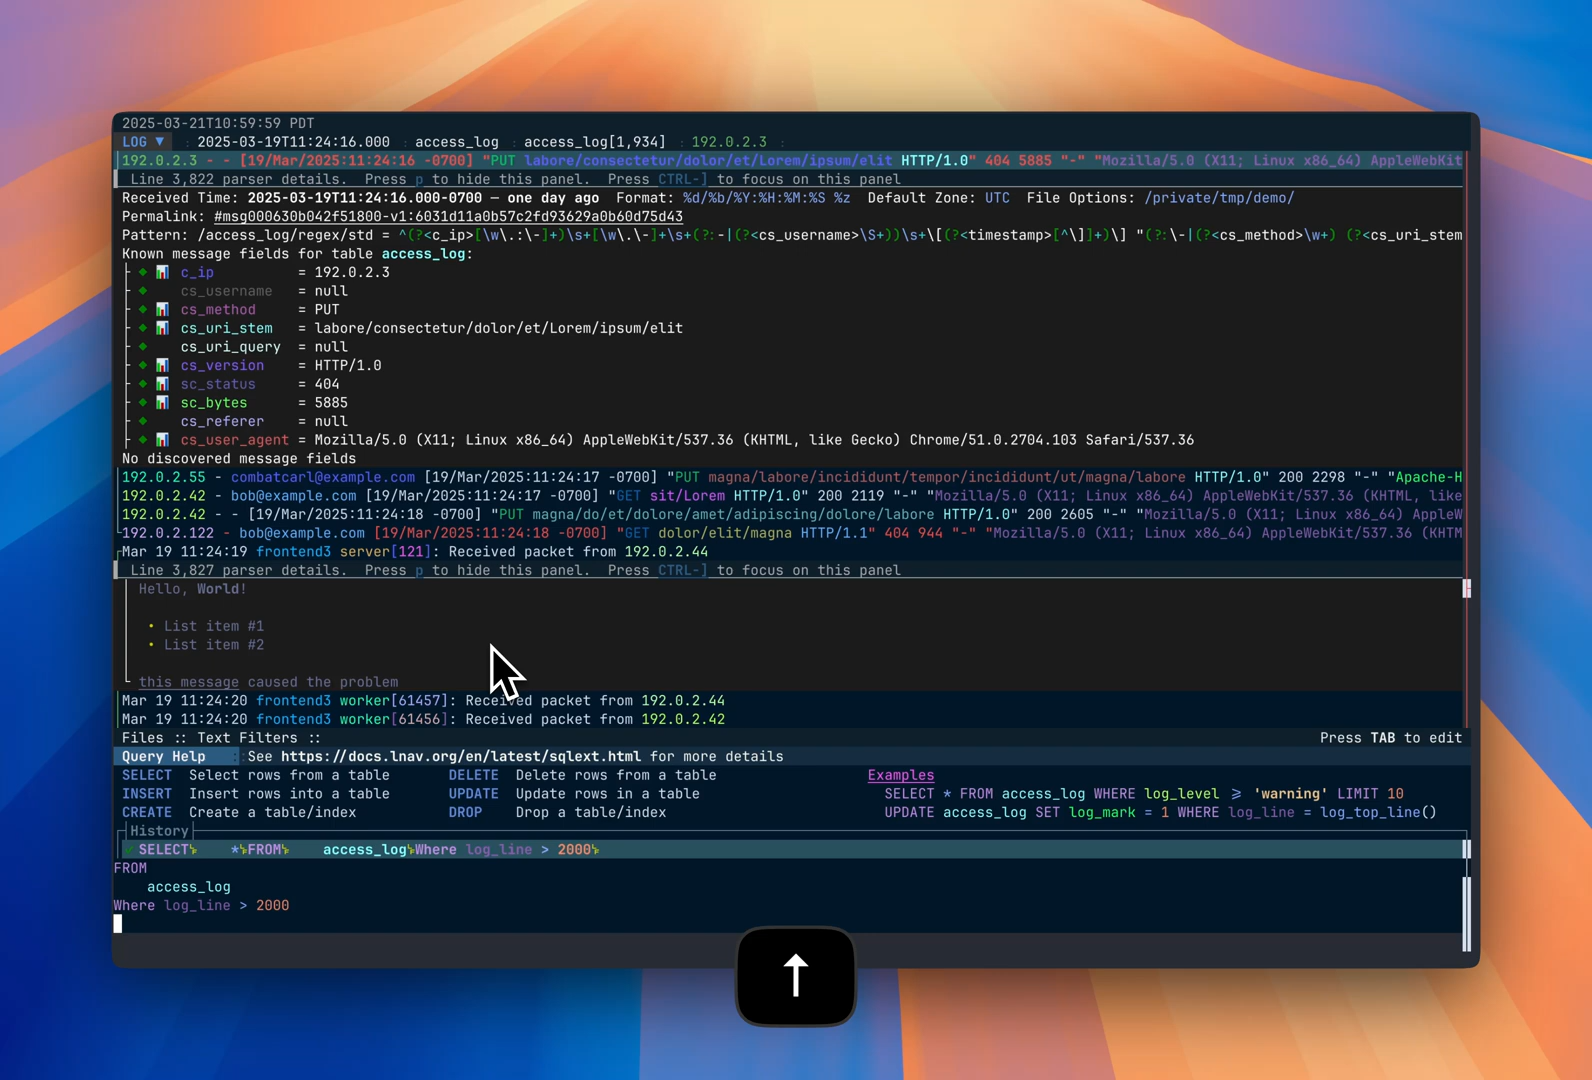 2025-03-21T10:59:59 PDT
LOG ▼ : 2025-03-19T11:24:16.000 : access_log : access_log[1,934] : 192.0.2.3 :
192.0.2.3 - - [19/Mar/2025:11:24:16 -0700] "PUT labore/consectetur/dolor/et/Lorem/ipsum/elit HTTP/1.0" 404 5885 "-" "Mozilla/5.0 (X11; Linux x86_64) AppleWebKit
Line 3,822 parser details.  Press p to hide this panel.  Press CTRL-] to focus on this panel
Received Time: 2025-03-19T11:24:16.000-0700 — one day ago  Format: %d/%b/%Y:%H:%M:%S %z  Default Zone: UTC  File Options: /private/tmp/demo/
Permalink: #msg000630b042f51800-v1:6031d11a0b57c2fd93629a0b60d75d43
Pattern: /access_log/regex/std = ^(?<c_ip>[\w\.:\-]+)\s+[\w\.\-]+\s+(?:-|(?<cs_username>\S+))\s+\[(?<timestamp>[^\]]+)\] "(?:\-|(?<cs_method>\w+) (?<cs_uri_stem
Known message fields for table access_log:
c_ip = 192.0.2.3
cs_username = null
cs_method = PUT
cs_uri_stem = labore/consectetur/dolor/et/Lorem/ipsum/elit
cs_uri_query = null
cs_version = HTTP/1.0
sc_status = 404
sc_bytes = 5885
cs_referer = null
cs_user_agent = Mozilla/5.0 (X11; Linux x86_64) AppleWebKit/537.36 (KHTML, like Gecko) Chrome/51.0.2704.103 Safari/537.36
No discovered message fields
192.0.2.55 - combatcarl@example.com [19/Mar/2025:11:24:17 -0700] "PUT magna/labore/incididunt/tempor/incididunt/ut/magna/labore HTTP/1.0" 200 2298 "-" "Apache-H
192.0.2.42 - bob@example.com [19/Mar/2025:11:24:17 -0700] "GET sit/Lorem HTTP/1.0" 200 2119 "-" "Mozilla/5.0 (X11; Linux x86_64) AppleWebKit/537.36 (KHTML, like
192.0.2.42 - - [19/Mar/2025:11:24:18 -0700] "PUT magna/do/et/dolore/amet/adipiscing/dolore/labore HTTP/1.0" 200 2605 "-" "Mozilla/5.0 (X11; Linux x86_64) AppleW
192.0.2.122 - bob@example.com [19/Mar/2025:11:24:18 -0700] "GET dolor/elit/magna HTTP/1.1" 404 944 "-" "Mozilla/5.0 (X11; Linux x86_64) AppleWebKit/537.36 (KHTM
Mar 19 11:24:19 frontend3 server[121]: Received packet from 192.0.2.44
Line 3,827 parser details.  Press p to hide this panel.  Press CTRL-] to focus on this panel
Hello, World!
• List item #1
• List item #2
this message caused the problem
Mar 19 11:24:20 frontend3 worker[61457]: Received packet from 192.0.2.44
Mar 19 11:24:20 frontend3 worker[61456]: Received packet from 192.0.2.42
Files :: Text Filters :: Press TAB to edit
Query Help : See https://docs.lnav.org/en/latest/sqlext.html for more details
SELECT  Select rows from a table  DELETE  Delete rows from a table  Examples
INSERT  Insert rows into a table  UPDATE  Update rows in a table  SELECT * FROM access_log WHERE log_level >= 'warning' LIMIT 10
CREATE  Create a table/index  DROP  Drop a table/index  UPDATE access_log SET log_mark = 1 WHERE log_line = log_top_line()
History
✓ SELECT␤    *␤FROM␤    access_log␤Where log_line > 2000␤
FROM
access_log
Where log_line > 2000
↑